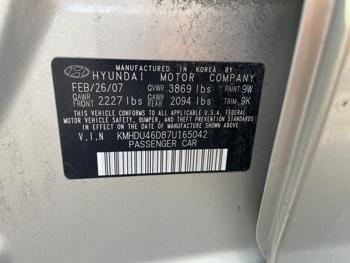 MANUFACTURED IN KOREA BY
HYUNDAI MOTOR COMPANY
FEB/26/07 GVWR 3869 lbs PAINT 9W
GAWR FRONT 2227 lbs GAWR REAR 2094 lbs TRIM 9K
THIS VEHICLE CONFORMS TO ALL APPLICABLE U.S.A. FEDERAL
MOTOR VEHICLE SAFETY, BUMPER, AND THEFT PREVENTION
STANDARDS IN EFFECT ON THE DATE OF MANUFACTURE SHOWN ABOVE.
V.I.N KMHDU46D87U165042
PASSENGER CAR